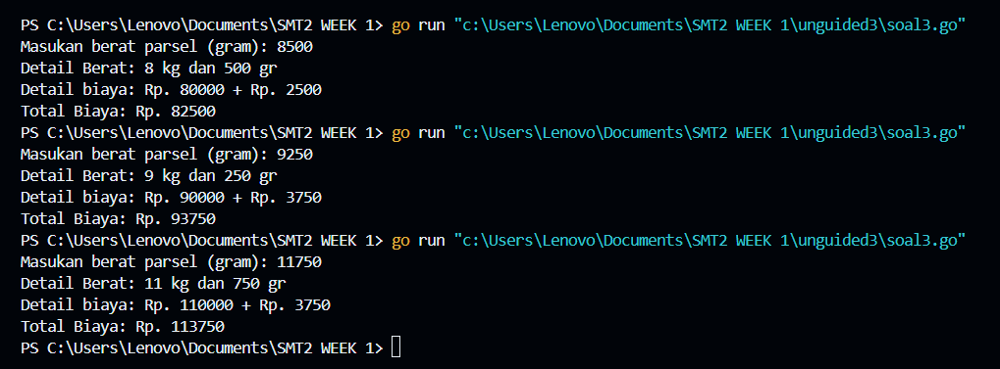 PS C:\Users\Lenovo\Documents\SMT2 WEEK 1> go run "c:\Users\Lenovo\Documents\SMT2 WEEK 1\unguided3\soal3.go"
Masukan berat parsel (gram): 8500
Detail Berat: 8 kg dan 500 gr
Detail biaya: Rp. 80000 + Rp. 2500
Total Biaya: Rp. 82500
PS C:\Users\Lenovo\Documents\SMT2 WEEK 1> go run "c:\Users\Lenovo\Documents\SMT2 WEEK 1\unguided3\soal3.go"
Masukan berat parsel (gram): 9250
Detail Berat: 9 kg dan 250 gr
Detail biaya: Rp. 90000 + Rp. 3750
Total Biaya: Rp. 93750
PS C:\Users\Lenovo\Documents\SMT2 WEEK 1> go run "c:\Users\Lenovo\Documents\SMT2 WEEK 1\unguided3\soal3.go"
Masukan berat parsel (gram): 11750
Detail Berat: 11 kg dan 750 gr
Detail biaya: Rp. 110000 + Rp. 3750
Total Biaya: Rp. 113750
PS C:\Users\Lenovo\Documents\SMT2 WEEK 1>